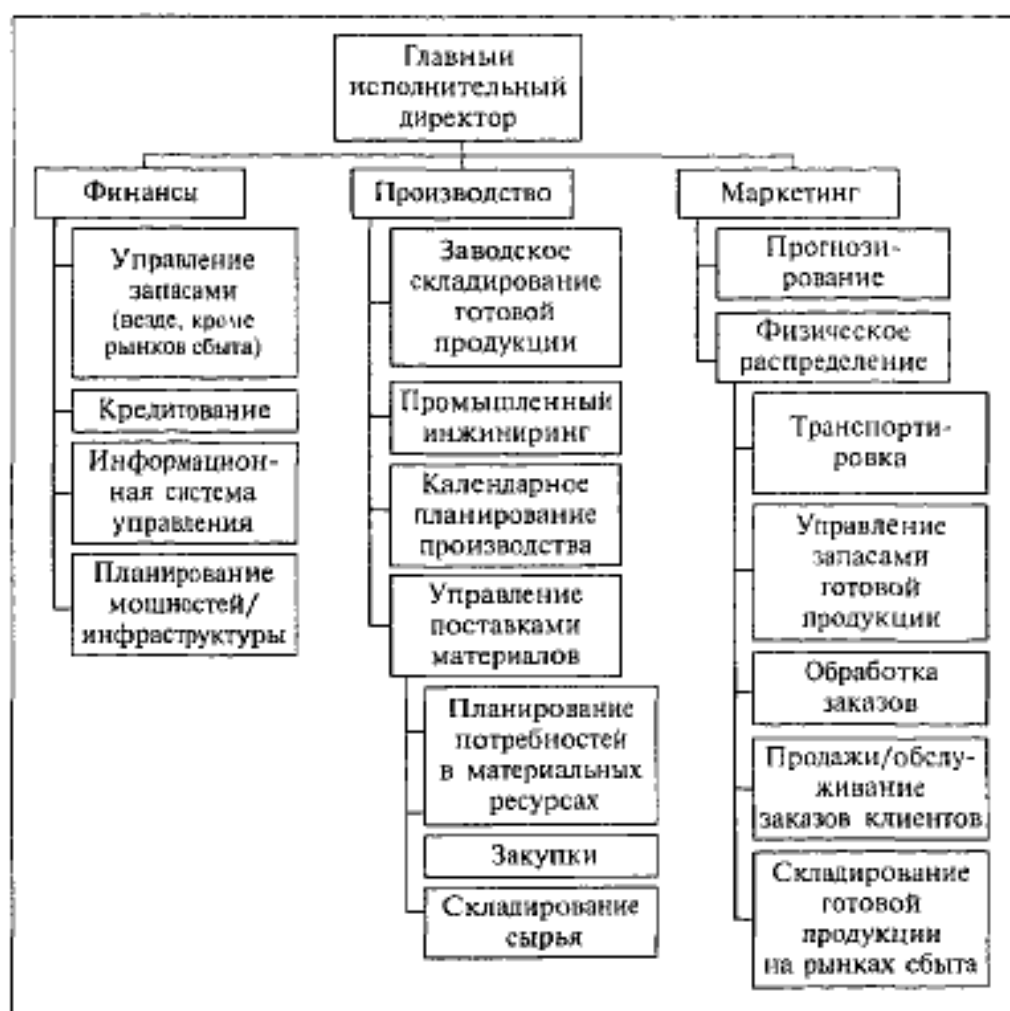 Главный
исполнительный
директор
Финансы
Управление
запасами
(везде, кроме
рынков сбыта)
Кредитование
Информацион-
ная система
управления
Планирование
мощностей/
инфраструктуры
Производство
Заводское
складирование
готовой
продукции
Промышленный
инжиниринг
Календарное
планирование
производства
Управление
поставками
материалов
Планирование
потребностей
в материальных
ресурсах
Закупки
Складирование
сырья
Маркетинг
Прогнози-
рование
Физическое
распределение
Транспорти-
ровка
Управление
запасами
готовой
продукции
Обработка
заказов
Продажи/обслу-
живание
заказов клиентов
Складирование
готовой
продукции
на рынках сбыта